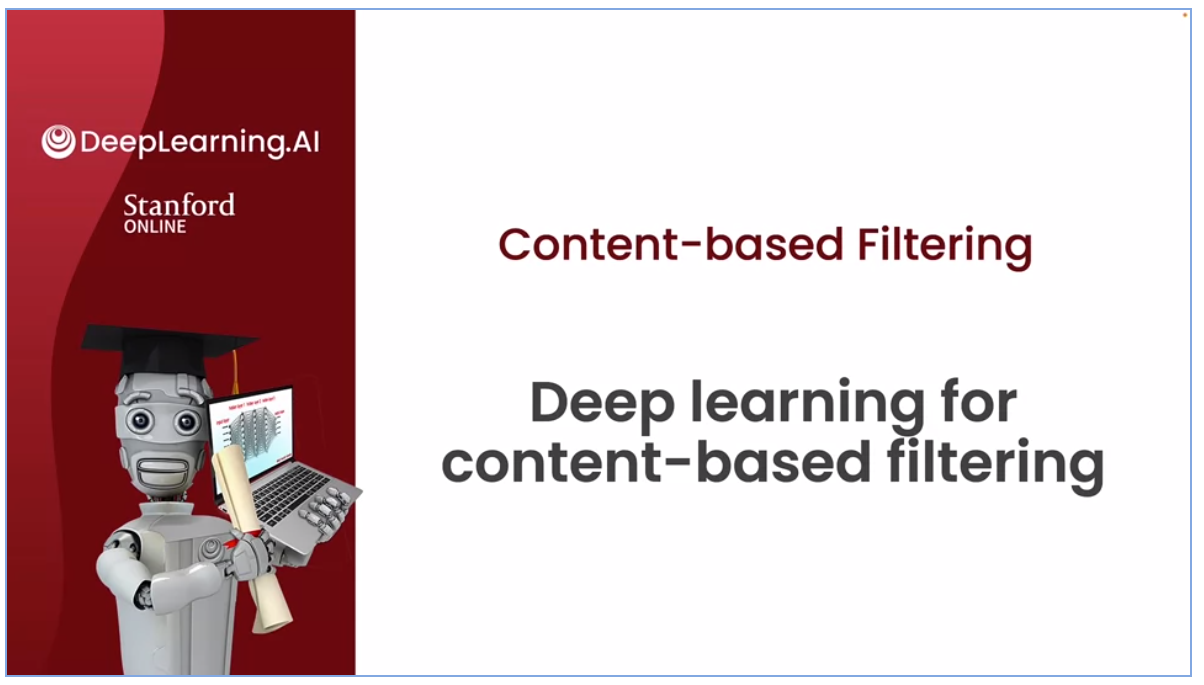 DeepLearning.AI
Stanford
ONLINE
Content-based Filtering
Deep learning for
content-based filtering